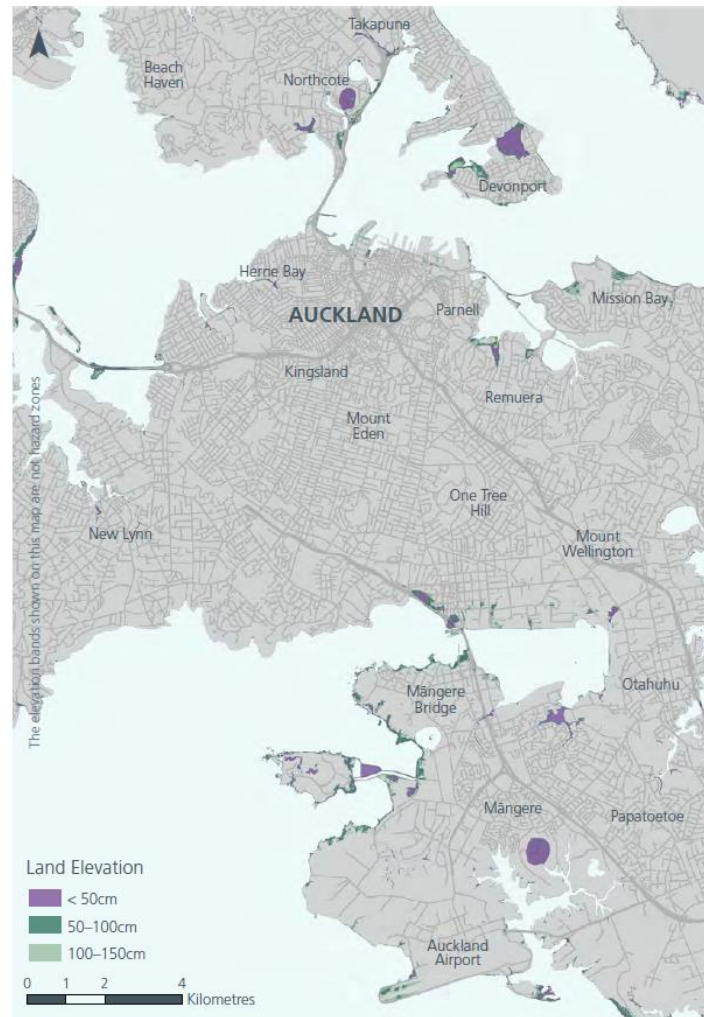 N
Takapuna
Beach
Haven
Northcote
Devonport
Herne Bay
Mission Bay
AUCKLAND
Parnell
Kingsland
Remuera
Mount
Eden
One Tree
Hill
New Lynn
Mount
Wellington
The elevation bands shown on this map are not hazard zones
Otahuhu
Māngere
Bridge
Māngere
Papatoetoe
Land Elevation
< 50cm
50–100cm
100–150cm
Auckland
Airport
0 1 2 4
Kilometres